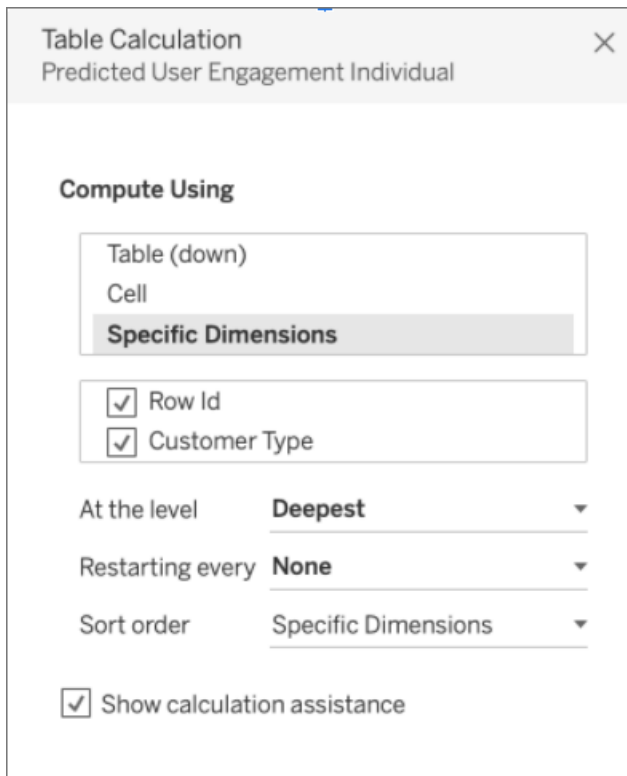 Table Calculation
Predicted User Engagement Individual
Compute Using
Table (down)
Cell
Specific Dimensions
Row Id
Customer Type
At the level Deepest
Restarting every None
Sort order Specific Dimensions
Show calculation assistance